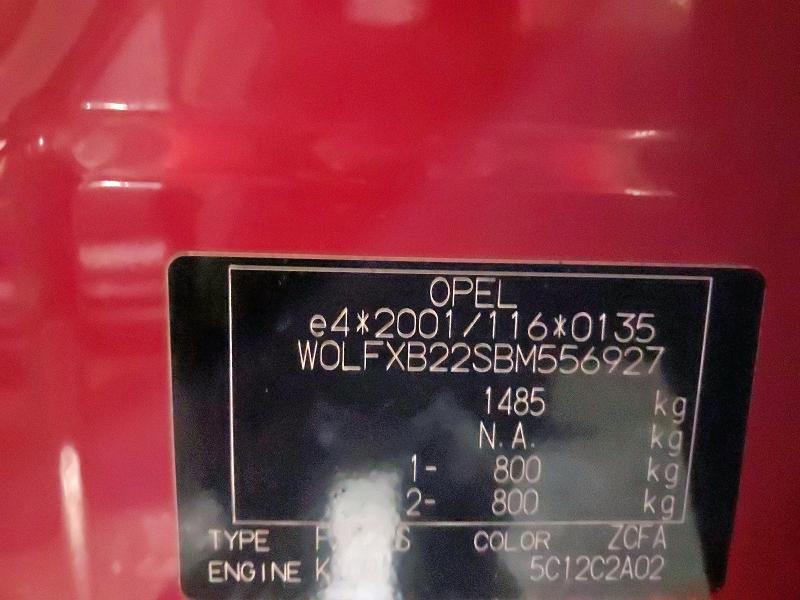 OPEL
e4*2001/116*0135
W0LFXB22SBM556927
1485 kg
N.A. kg
1- 800 kg
2- 800 kg
TYPE COLOR ZCFA
ENGINE 5C12C2A02